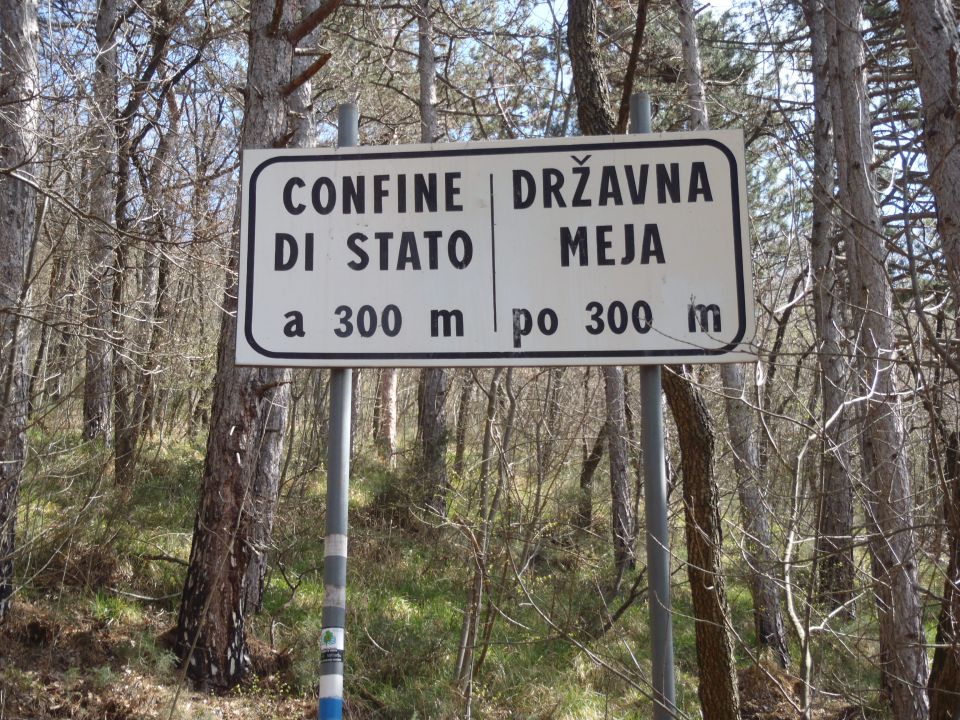 CONFINE
DI STATO
a 300 m
DRŽAVNA
MEJA
po 300 m